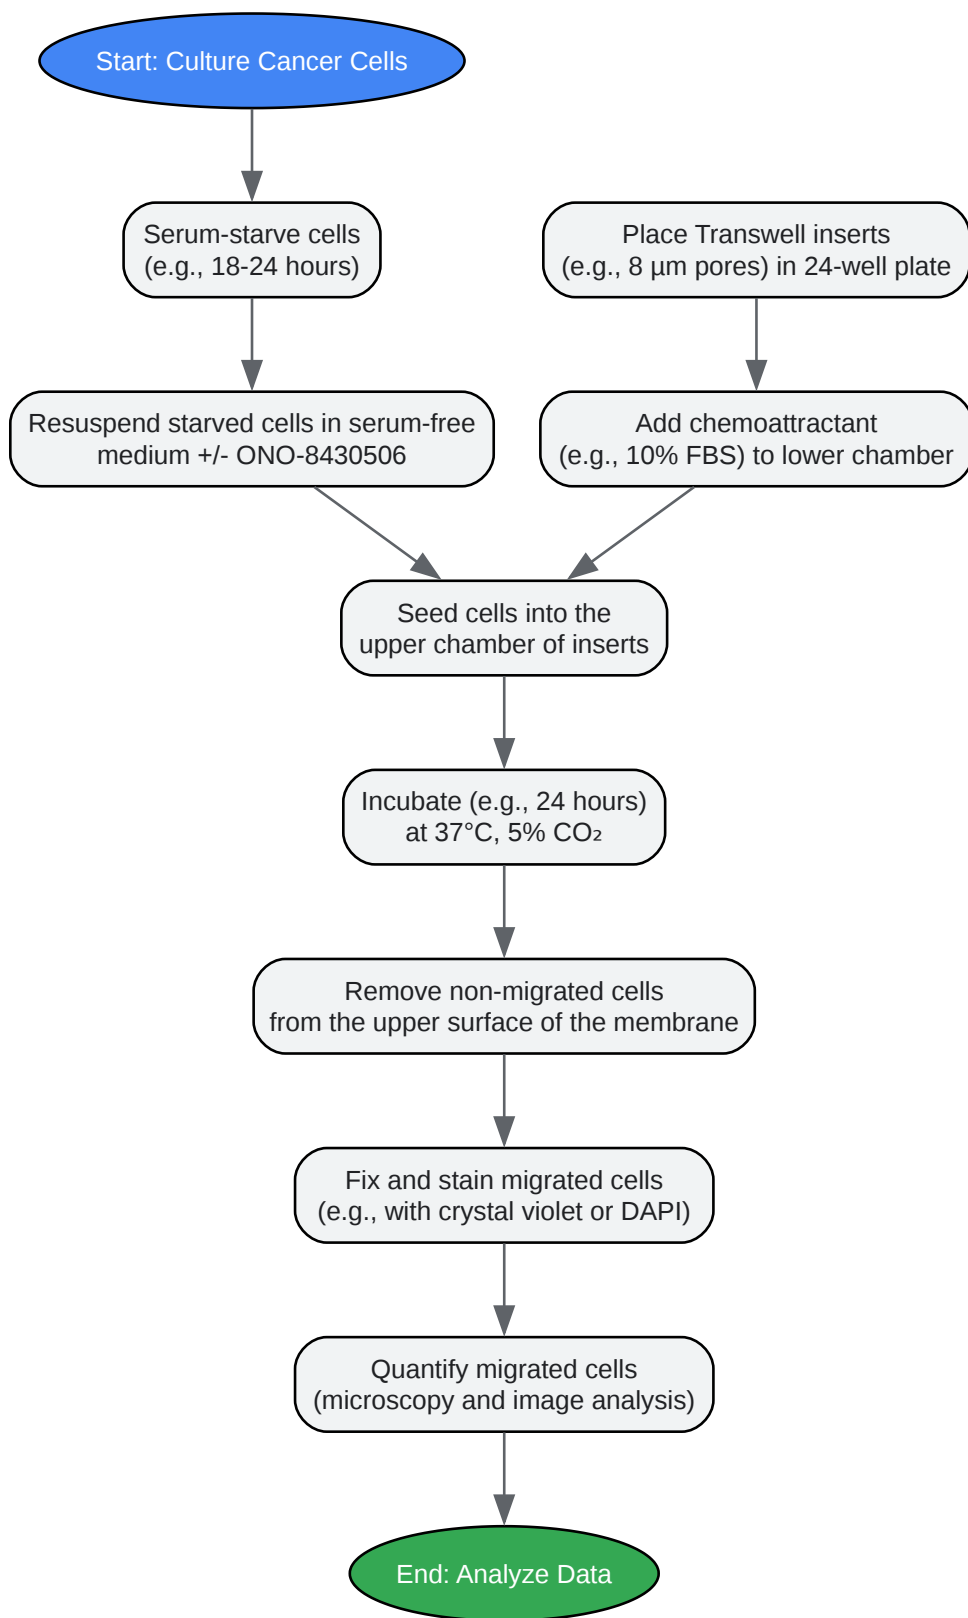 Start: Culture Cancer Cells
Serum-starve cells
(e.g., 18-24 hours)
Place Transwell inserts
(e.g., 8 µm pores) in 24-well plate
Resuspend starved cells in serum-free
medium +/- ONO-8430506
Add chemoattractant
(e.g., 10% FBS) to lower chamber
Seed cells into the
upper chamber of inserts
Incubate (e.g., 24 hours)
at 37°C, 5% CO₂
Remove non-migrated cells
from the upper surface of the membrane
Fix and stain migrated cells
(e.g., with crystal violet or DAPI)
Quantify migrated cells
(microscopy and image analysis)
End: Analyze Data